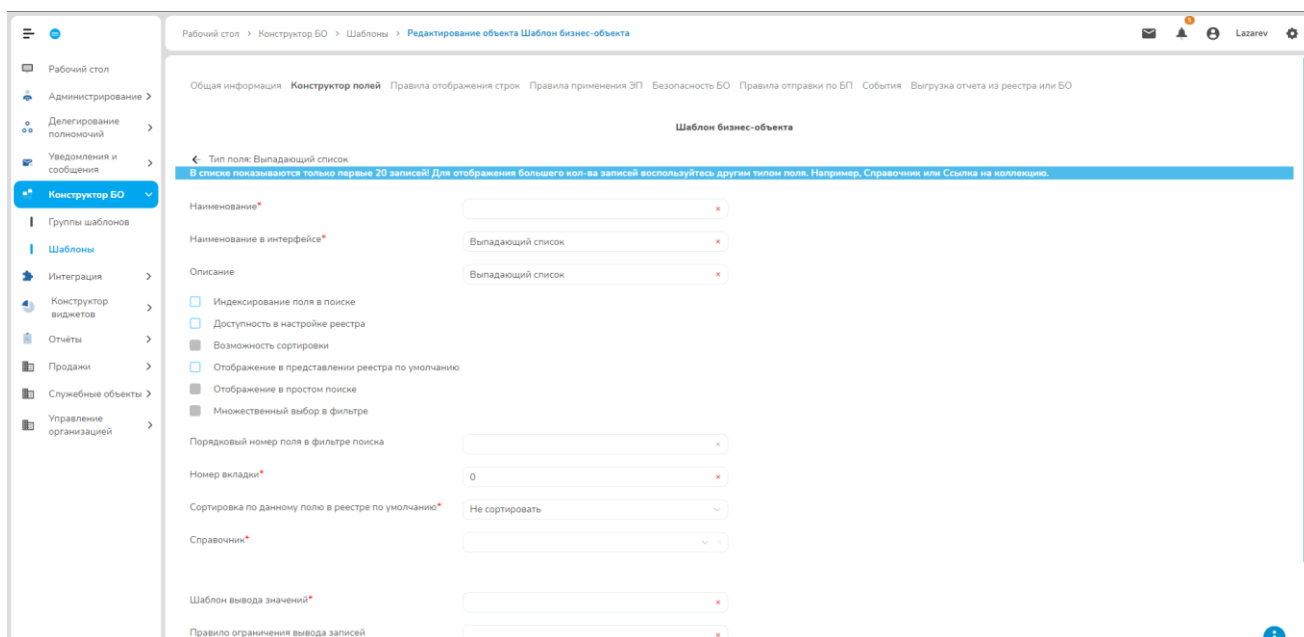 Рабочий стол > Конструктор БО > Шаблоны > Редактирование объекта Шаблон бизнес-объекта
1
Lazarev
Рабочий стол
Администрирование
Делегирование
полномочий
Уведомления и
сообщения
Конструктор БО
Группы шаблонов
Шаблоны
Интеграция
Конструктор
виджетов
Отчёты
Продажи
Служебные объекты
Управление
организацией
Общая информация Конструктор полей Правила отображения строк Правила применения ЭП Безопасность БО Правила отправки по БП События Выгрузка отчета из реестра или БО
Шаблон бизнес-объекта
Тип поля: Выпадающий список
В списке показываются только первые 20 записей! Для отображения большего кол-ва записей воспользуйтесь другим типом поля. Например, Справочник или Ссылка на коллекцию.
Наименование*
Наименование в интерфейсе* Выпадающий список
Описание Выпадающий список
Индексирование поля в поиске
Доступность в настройке реестра
Возможность сортировки
Отображение в представлении реестра по умолчанию
Отображение в простом поиске
Множественный выбор в фильтре
Порядковый номер поля в фильтре поиска
Номер вкладки* 0
Сортировка по данному полю в реестре по умолчанию* Не сортировать
Справочник*
Шаблон вывода значений*
Правило ограничения вывода записей